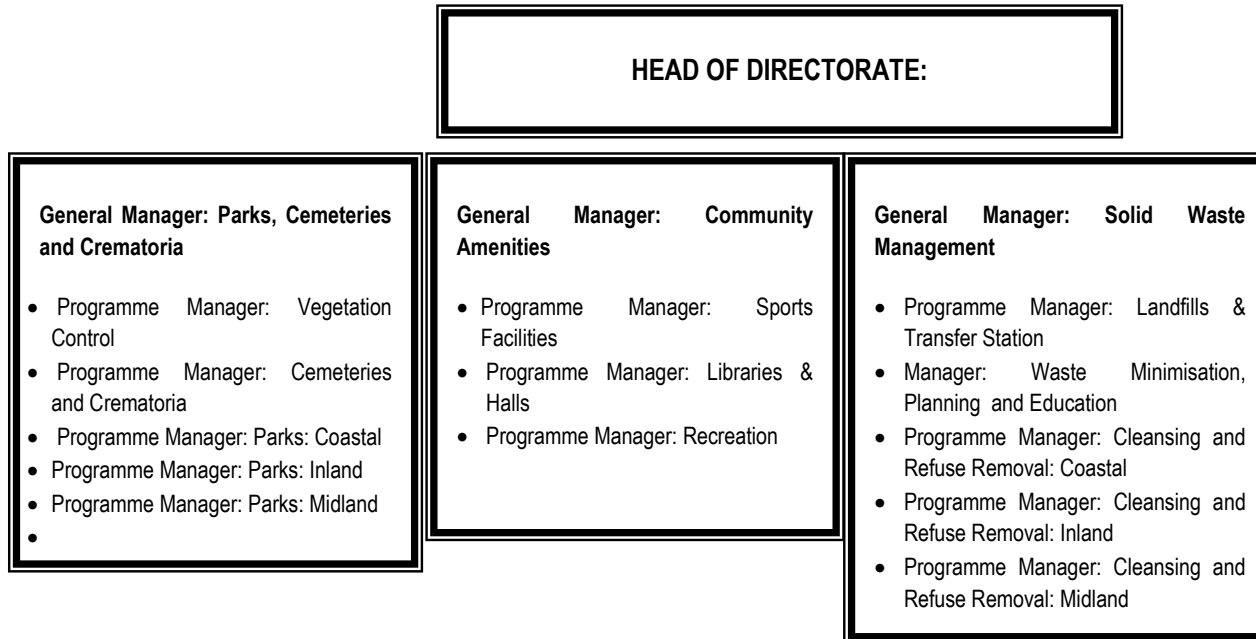 HEAD OF DIRECTORATE:
General Manager: Parks, Cemeteries
and Crematoria
• Programme Manager: Vegetation
Control
• Programme Manager: Cemeteries
and Crematoria
• Programme Manager: Parks: Coastal
• Programme Manager: Parks: Inland
• Programme Manager: Parks: Midland
•
General Manager: Community
Amenities
• Programme Manager: Sports
Facilities
• Programme Manager: Libraries &
Halls
• Programme Manager: Recreation
General Manager: Solid Waste
Management
• Programme Manager: Landfills &
Transfer Station
• Manager: Waste Minimisation,
Planning and Education
• Programme Manager: Cleansing and
Refuse Removal: Coastal
• Programme Manager: Cleansing and
Refuse Removal: Inland
• Programme Manager: Cleansing and
Refuse Removal: Midland